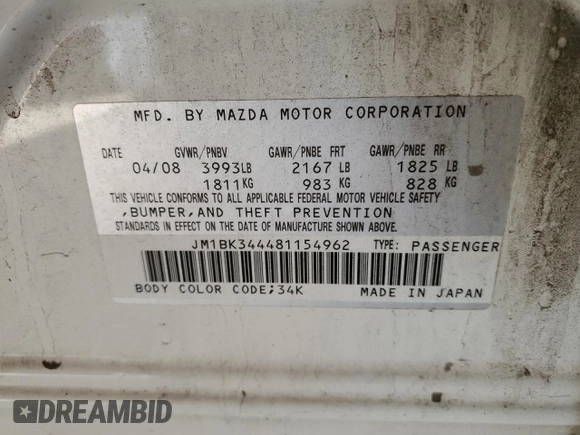 MFD. BY MAZDA MOTOR CORPORATION
DATE GVWR/PNBV GAWR/PNBE FRT GAWR/PNBE RR
04/08 3993LB 2167 LB 1825 LB
1811KG 983 KG 828 KG
THIS VEHICLE CONFORMS TO ALL APPLICABLE FEDERAL MOTOR VEHICLE SAFETY
,BUMPER,AND THEFT PREVENTION
STANDARDS IN EFFECT ON THE DATE OF MANUFACTURE SHOWN ABOVE.
JM1BK344481154962 TYPE: PASSENGER
BODY COLOR CODE;34K MADE IN JAPAN
DREAMBID